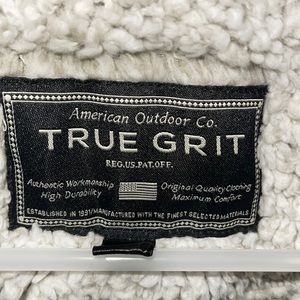 American Outdoor Co.
TRUE GRIT
REG.US.PAT.OFF.
Authentic Workmanship
High Durability
Original Quality Clothing
Maximum Comfort
ESTABLISHED IN 1991/MANUFACTURED WITH THE FINEST SELECTED MATERIALS